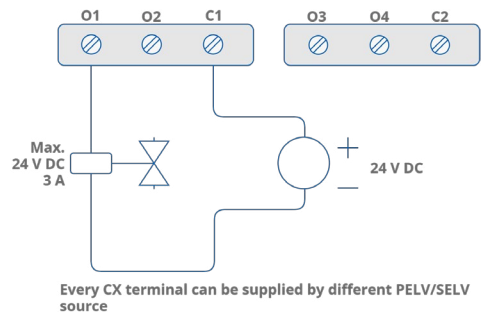 O1 O2 C1 O3 O4 C2
Max.
24 V DC
3 A
24 V DC
Every CX terminal can be supplied by different PELV/SELV
source